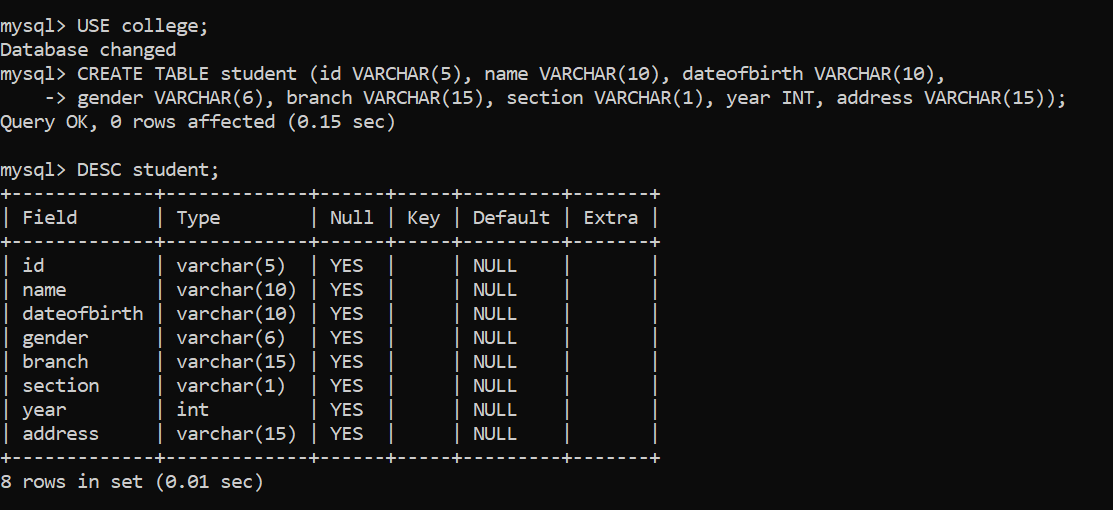 mysql> USE college;
Database changed
mysql> CREATE TABLE student (id VARCHAR(5), name VARCHAR(10), dateofbirth VARCHAR(10),
    -> gender VARCHAR(6), branch VARCHAR(15), section VARCHAR(1), year INT, address VARCHAR(15));
Query OK, 0 rows affected (0.15 sec)

mysql> DESC student;
+-------------+-------------+------+-----+---------+-------+
| Field       | Type        | Null | Key | Default | Extra |
+-------------+-------------+------+-----+---------+-------+
| id          | varchar(5)  | YES  |     | NULL    |       |
| name        | varchar(10) | YES  |     | NULL    |       |
| dateofbirth | varchar(10) | YES  |     | NULL    |       |
| gender      | varchar(6)  | YES  |     | NULL    |       |
| branch      | varchar(15) | YES  |     | NULL    |       |
| section     | varchar(1)  | YES  |     | NULL    |       |
| year        | int         | YES  |     | NULL    |       |
| address     | varchar(15) | YES  |     | NULL    |       |
+-------------+-------------+------+-----+---------+-------+
8 rows in set (0.01 sec)